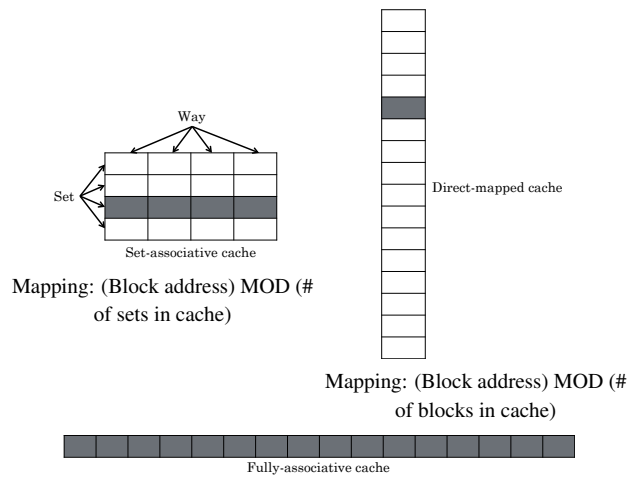 Way
Set
Set-associative cache
Mapping: (Block address) MOD (#
of sets in cache)
Direct-mapped cache
Mapping: (Block address) MOD (#
of blocks in cache)
Fully-associative cache